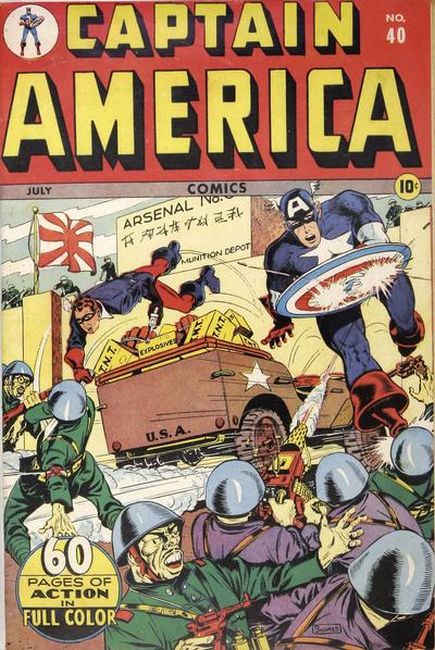 CAPTAIN
AMERICA
NO.
40
JULY
COMICS
10¢
ARSENAL No.
MUNITION DEPOT
T.N.T.
EXPLOSIVES
T.N.T.
U.S.A.
60
PAGES OF
ACTION
IN
FULL COLOR